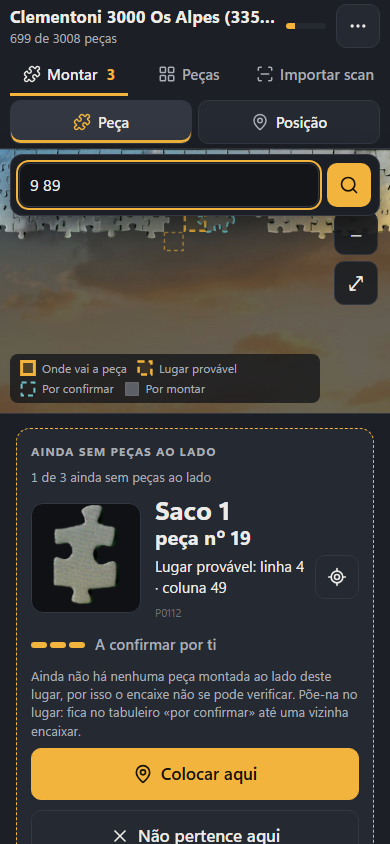 Clementoni 3000 Os Alpes (335...
699 de 3008 peças
Montar 3
Peças
Importar scan
Peça
Posição
9 89
Onde vai a peça
Lugar provável
Por confirmar
Por montar
AINDA SEM PEÇAS AO LADO
1 de 3 ainda sem peças ao lado
Saco 1
peça nº 19
Lugar provável: linha 4
· coluna 49
P0112
A confirmar por ti
Ainda não há nenhuma peça montada ao lado deste
lugar, por isso o encaixe não se pode verificar. Põe-na no
lugar: fica no tabuleiro «por confirmar» até uma vizinha
encaixar.
Colocar aqui
Não pertence aqui